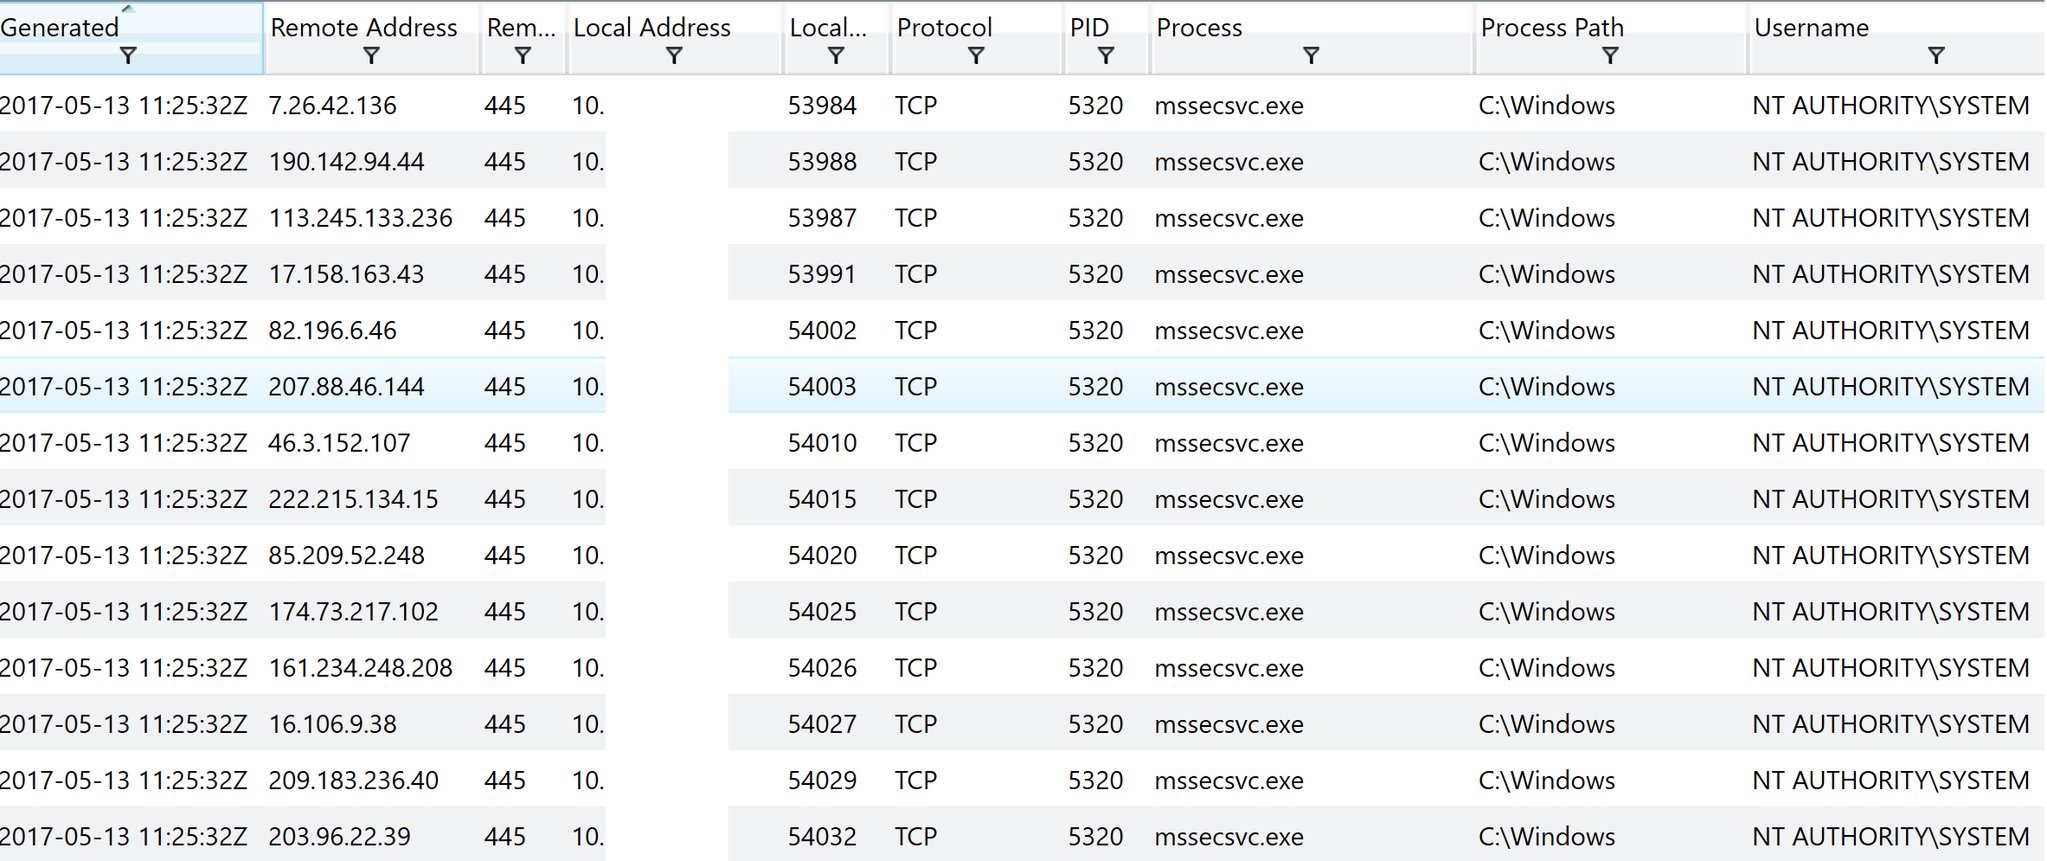 Generated Remote Address Rem... Local Address Local... Protocol PID Process Process Path Username
2017-05-13 11:25:32Z 7.26.42.136 445 10. 53984 TCP 5320 mssecsvc.exe C:\Windows NT AUTHORITY\SYSTEM
2017-05-13 11:25:32Z 190.142.94.44 445 10. 53988 TCP 5320 mssecsvc.exe C:\Windows NT AUTHORITY\SYSTEM
2017-05-13 11:25:32Z 113.245.133.236 445 10. 53987 TCP 5320 mssecsvc.exe C:\Windows NT AUTHORITY\SYSTEM
2017-05-13 11:25:32Z 17.158.163.43 445 10. 53991 TCP 5320 mssecsvc.exe C:\Windows NT AUTHORITY\SYSTEM
2017-05-13 11:25:32Z 82.196.6.46 445 10. 54002 TCP 5320 mssecsvc.exe C:\Windows NT AUTHORITY\SYSTEM
2017-05-13 11:25:32Z 207.88.46.144 445 10. 54003 TCP 5320 mssecsvc.exe C:\Windows NT AUTHORITY\SYSTEM
2017-05-13 11:25:32Z 46.3.152.107 445 10. 54010 TCP 5320 mssecsvc.exe C:\Windows NT AUTHORITY\SYSTEM
2017-05-13 11:25:32Z 222.215.134.15 445 10. 54015 TCP 5320 mssecsvc.exe C:\Windows NT AUTHORITY\SYSTEM
2017-05-13 11:25:32Z 85.209.52.248 445 10. 54020 TCP 5320 mssecsvc.exe C:\Windows NT AUTHORITY\SYSTEM
2017-05-13 11:25:32Z 174.73.217.102 445 10. 54025 TCP 5320 mssecsvc.exe C:\Windows NT AUTHORITY\SYSTEM
2017-05-13 11:25:32Z 161.234.248.208 445 10. 54026 TCP 5320 mssecsvc.exe C:\Windows NT AUTHORITY\SYSTEM
2017-05-13 11:25:32Z 16.106.9.38 445 10. 54027 TCP 5320 mssecsvc.exe C:\Windows NT AUTHORITY\SYSTEM
2017-05-13 11:25:32Z 209.183.236.40 445 10. 54029 TCP 5320 mssecsvc.exe C:\Windows NT AUTHORITY\SYSTEM
2017-05-13 11:25:32Z 203.96.22.39 445 10. 54032 TCP 5320 mssecsvc.exe C:\Windows NT AUTHORITY\SYSTEM